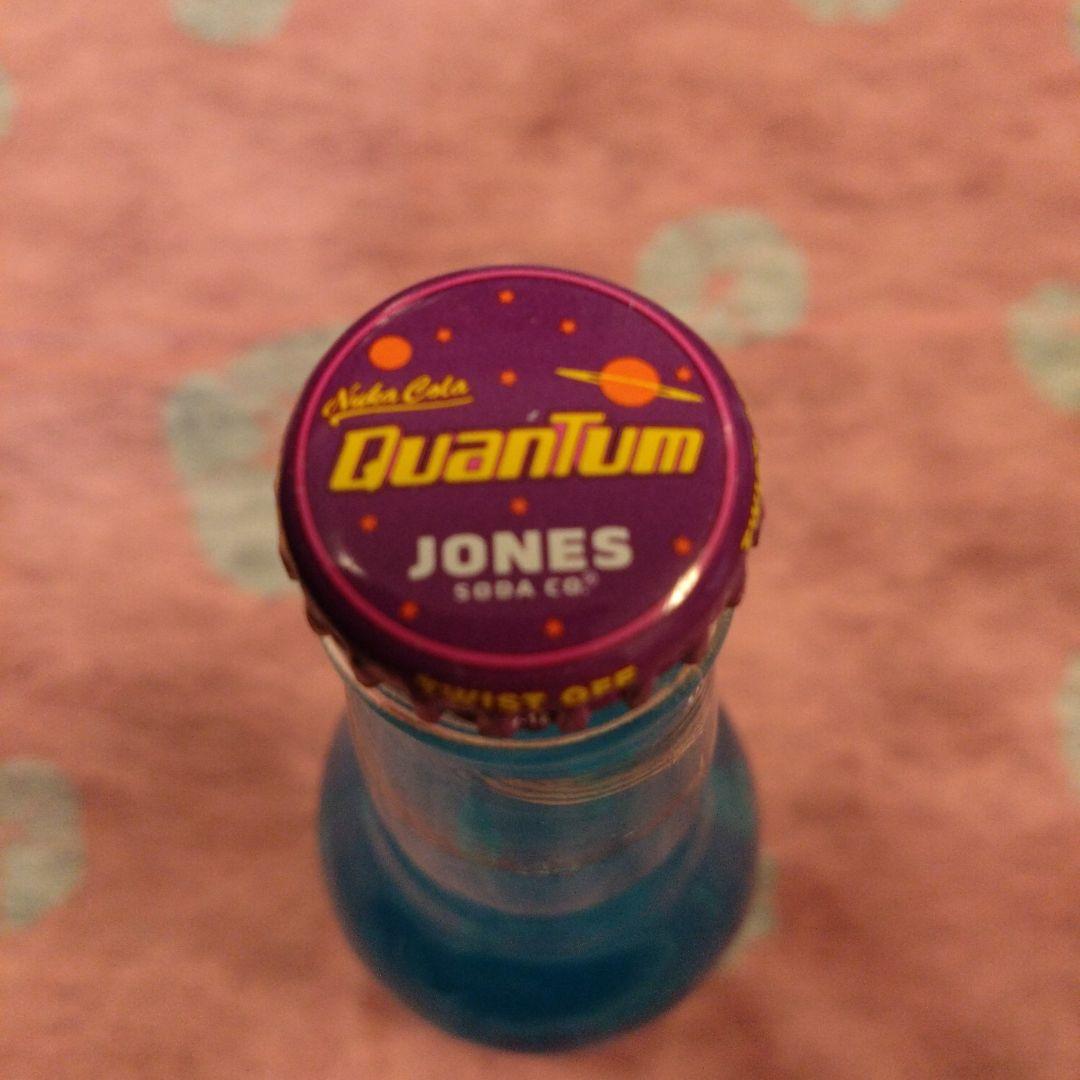 Nuka Cola
QuanTum
JONES
SODA CO.
TWIST OFF